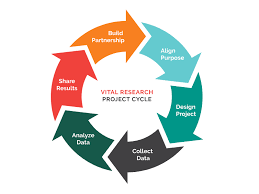 Build
Partnership
Align
Purpose
Design
Project
Collect
Data
Analyze
Data
Share
Results
VITAL RESEARCH
PROJECT CYCLE